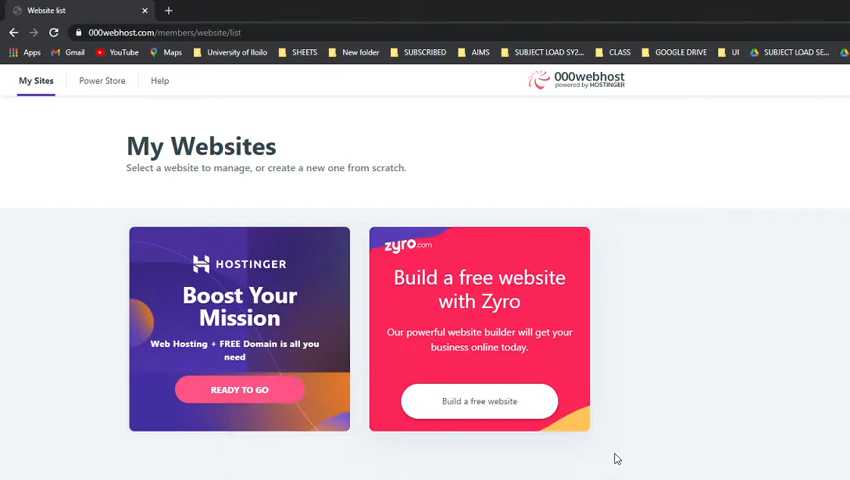 Website list
000webhost.com/members/website/list
Apps Gmail YouTube Maps University of Iloilo SHEETS New folder SUBSCRIBED AIMS SUBJECT LOAD SY2... CLASS GOOGLE DRIVE UI SUBJECT LOAD SE...
My Sites Power Store Help
000webhost
powered by HOSTINGER
My Websites
Select a website to manage, or create a new one from scratch.
HOSTINGER
Boost Your
Mission
Web Hosting + FREE Domain is all you
need
READY TO GO
zyro.com
Build a free website
with Zyro
Our powerful website builder will get your
business online today.
Build a free website